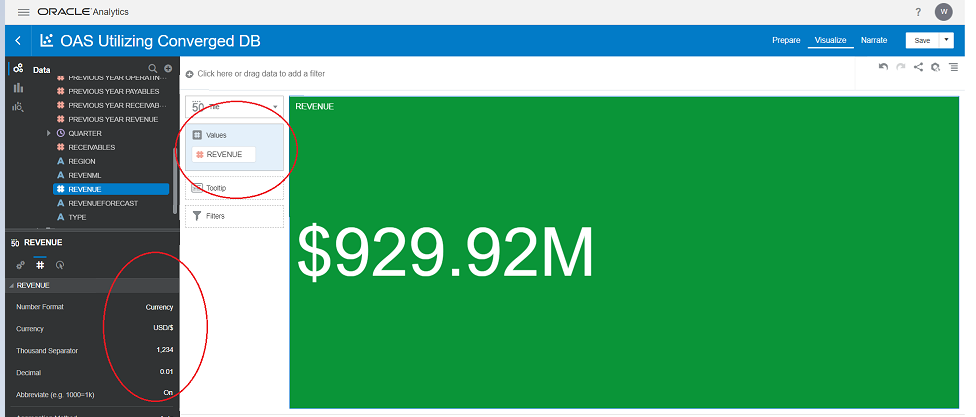 ORACLE Analytics
?
W
OAS Utilizing Converged DB
Prepare
Visualize
Narrate
Save
Data
PREVIOUS YEAR OPERATIN···
PREVIOUS YEAR PAYABLES
PREVIOUS YEAR RECEIVAB···
PREVIOUS YEAR REVENUE
QUARTER
RECEIVABLES
A REGION
A REVENML
REVENUE
A REVENUEFORECAST
A TYPE
Click here or drag data to add a filter
50 Tile
Values
REVENUE
Tooltip
Filters
REVENUE
$929.92M
50 REVENUE
REVENUE
Number Format Currency
Currency USD/$
Thousand Separator 1,234
Decimal 0.01
Abbreviate (e.g. 1000=1k) On